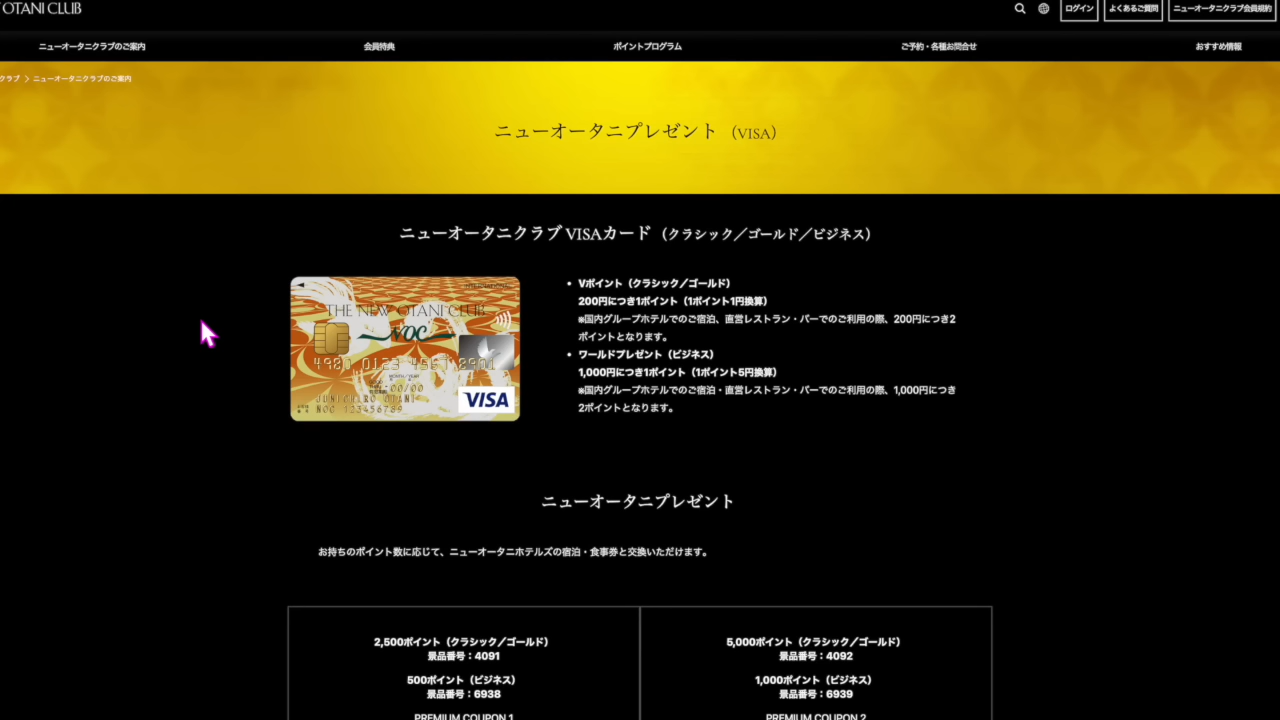 OTANI CLUB
ログイン
よくあるご質問
ニューオータニクラブ会員規約
ニューオータニクラブのご案内
会員特典
ポイントプログラム
ご予約・各種お問合せ
おすすめ情報
クラブ > ニューオータニクラブのご案内
ニューオータニプレゼント（VISA）
ニューオータニクラブ VISAカード（クラシック／ゴールド／ビジネス）
THE NEW OTANI CLUB
NOC
4980 0123 4567 8901
00/00
JUNICHIRO OTANI
NOC 123456789
VISA
• Vポイント（クラシック／ゴールド）
200円につき1ポイント（1ポイント1円換算）
※国内グループホテルでのご宿泊、直営レストラン・バーでのご利用の際、200円につき2
ポイントとなります。
• ワールドプレゼント（ビジネス）
1,000円につき1ポイント（1ポイント5円換算）
※国内グループホテルでのご宿泊・直営レストラン・バーでのご利用の際、1,000円につき
2ポイントとなります。
ニューオータニプレゼント
お持ちのポイント数に応じて、ニューオータニホテルズの宿泊・食事券と交換いただけます。
2,500ポイント（クラシック／ゴールド）
景品番号：4091
500ポイント（ビジネス）
景品番号：6938
PREMIUM COUPON 1
5,000ポイント（クラシック／ゴールド）
景品番号：4092
1,000ポイント（ビジネス）
景品番号：6939
PREMIUM COUPON 2